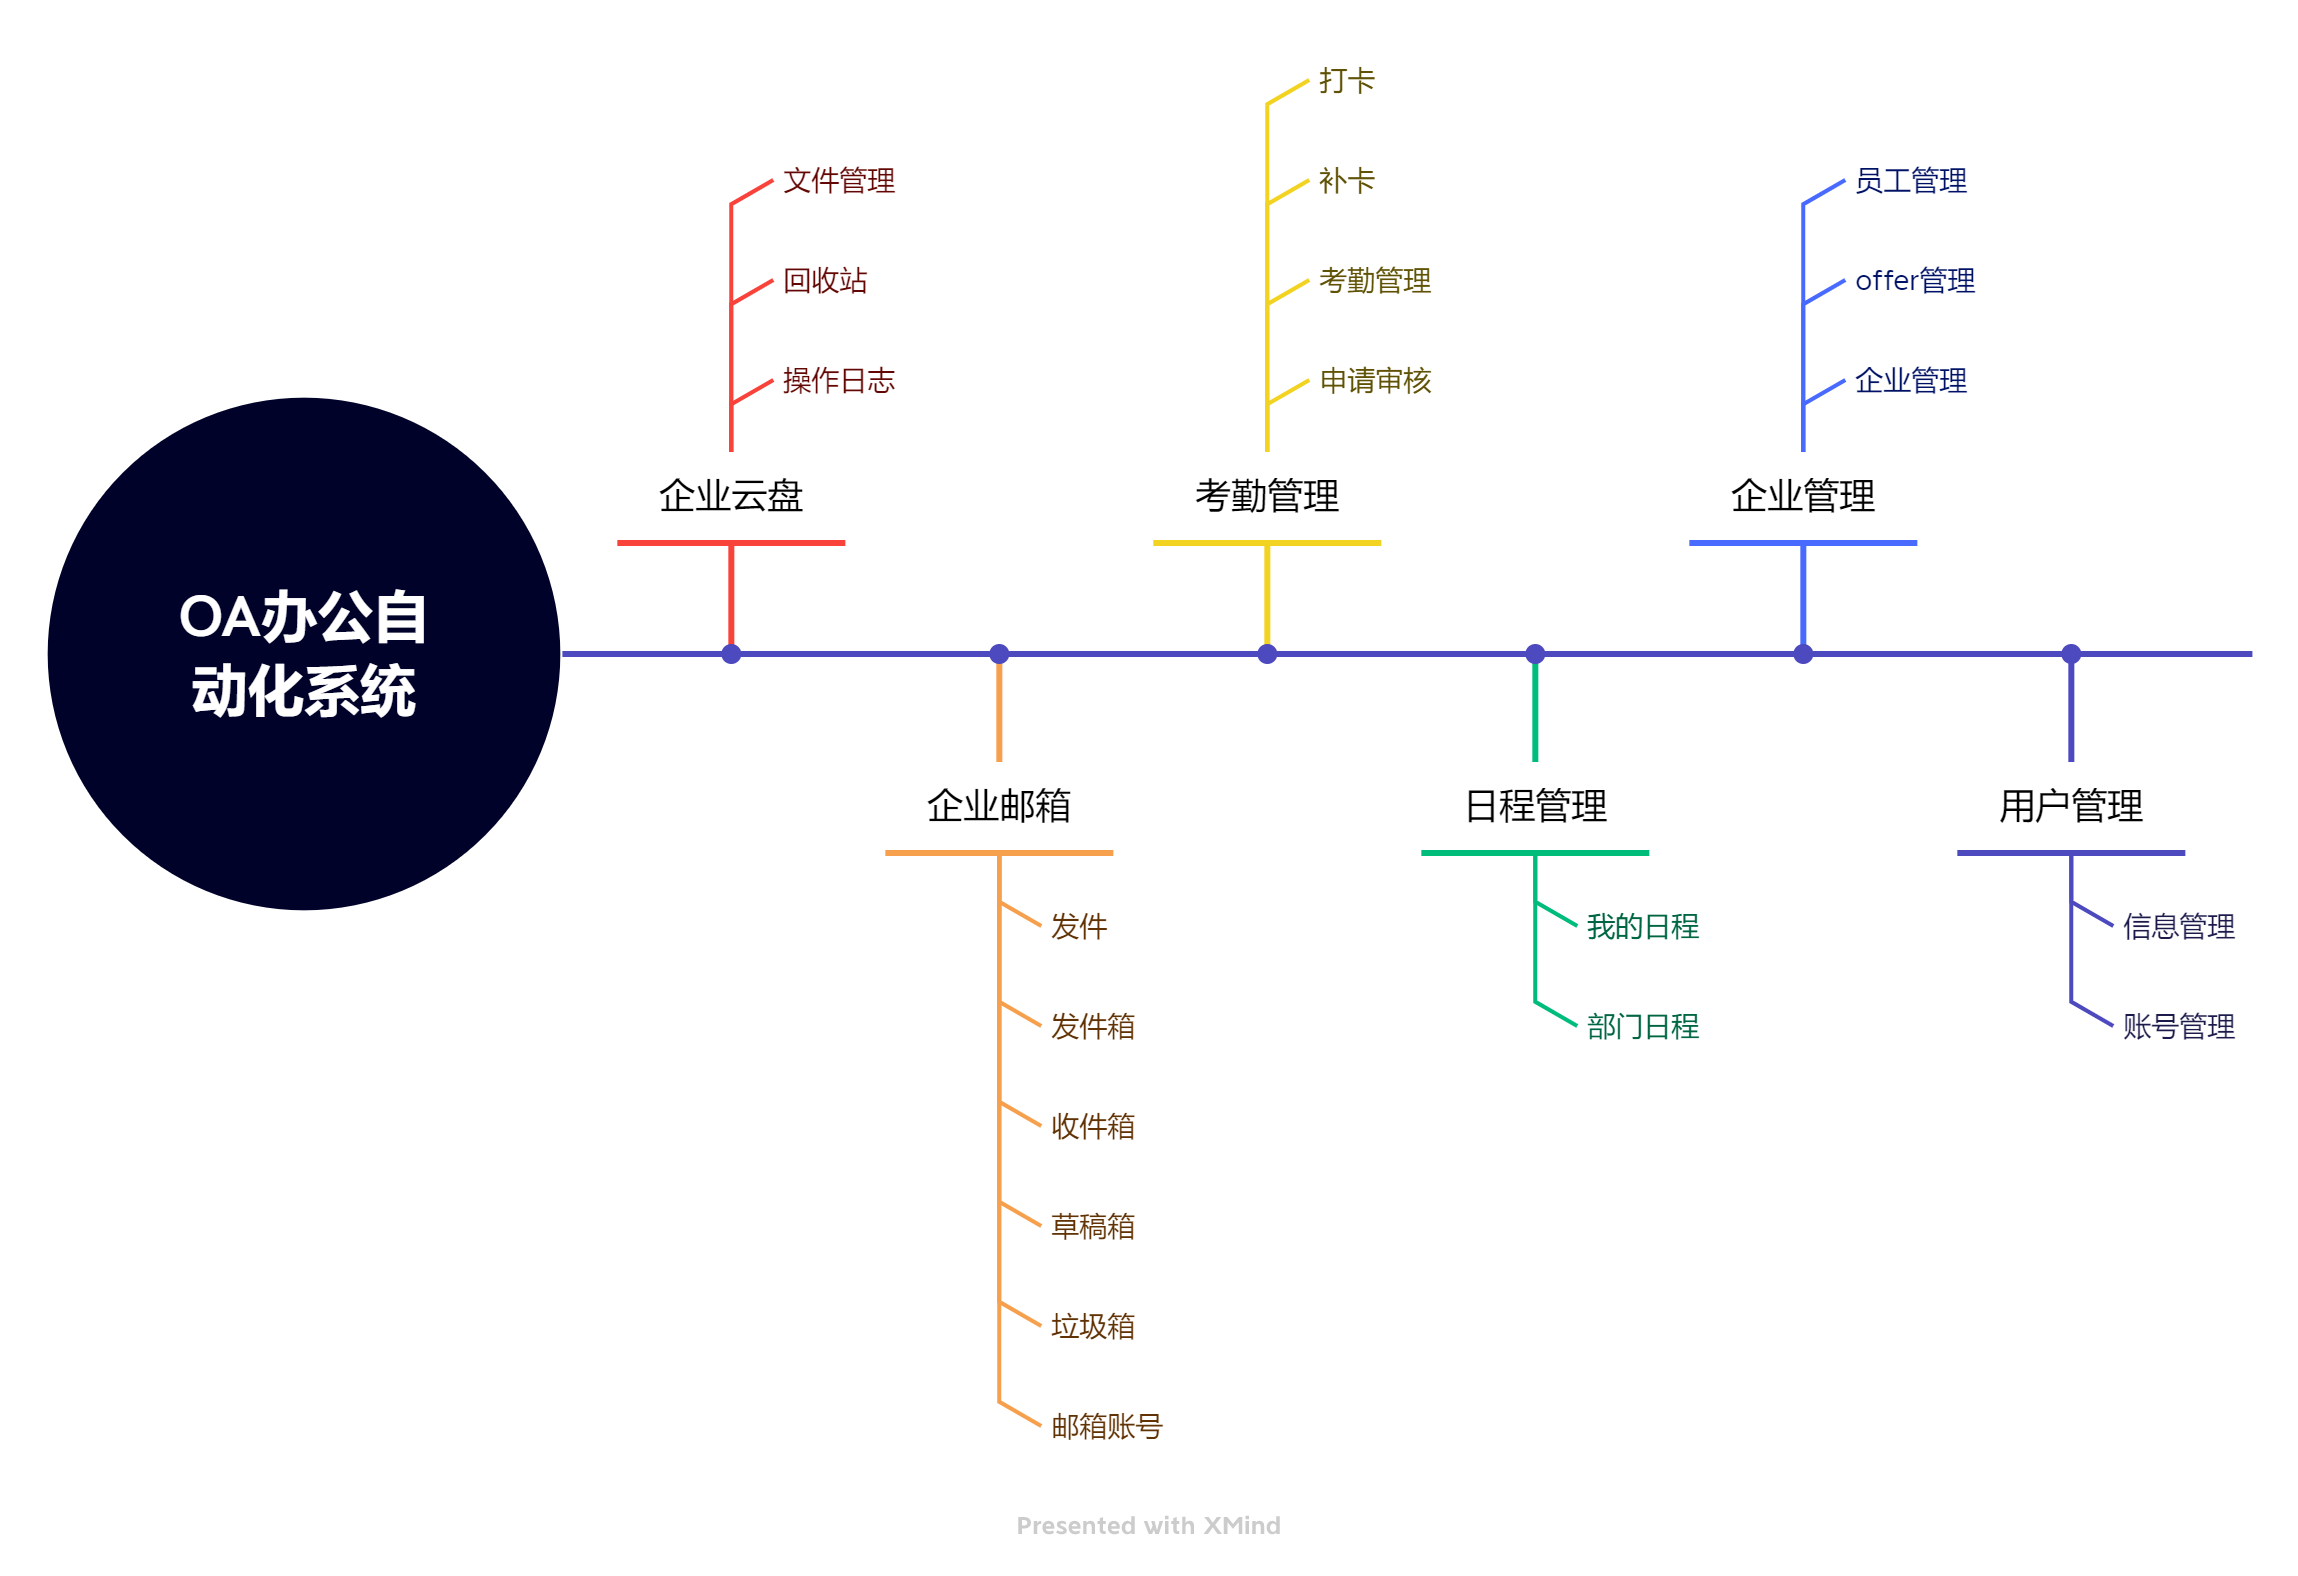 OA办公自
动化系统
文件管理
回收站
操作日志
企业云盘
企业邮箱
发件
发件箱
收件箱
草稿箱
垃圾箱
邮箱账号
打卡
补卡
考勤管理
申请审核
考勤管理
日程管理
我的日程
部门日程
员工管理
offer管理
企业管理
企业管理
用户管理
信息管理
账号管理
Presented with XMind